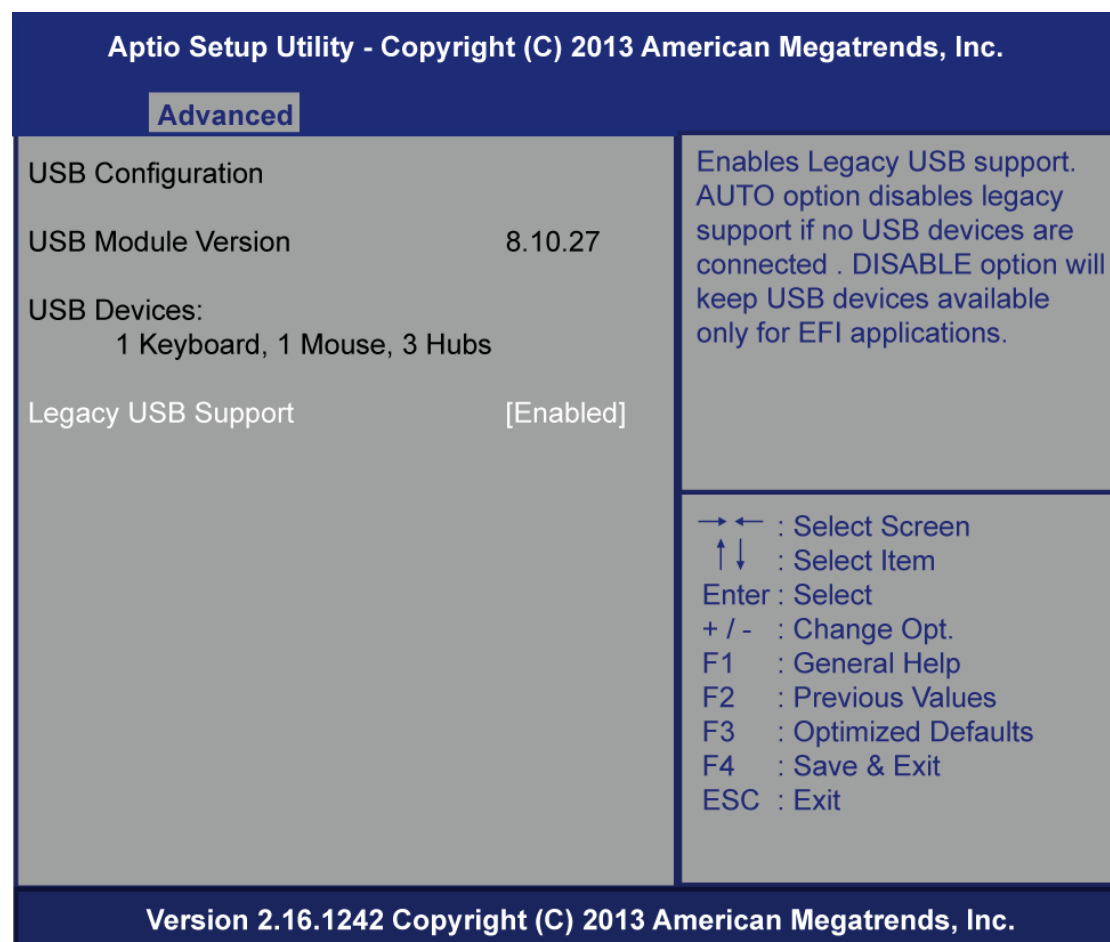 Aptio Setup Utility - Copyright (C) 2013 American Megatrends, Inc.
Advanced
USB Configuration
USB Module Version 8.10.27
USB Devices:
1 Keyboard, 1 Mouse, 3 Hubs
Legacy USB Support [Enabled]
Enables Legacy USB support.
AUTO option disables legacy
support if no USB devices are
connected . DISABLE option will
keep USB devices available
only for EFI applications.
→ ← : Select Screen
↑↓ : Select Item
Enter : Select
+ / - : Change Opt.
F1 : General Help
F2 : Previous Values
F3 : Optimized Defaults
F4 : Save & Exit
ESC : Exit
Version 2.16.1242 Copyright (C) 2013 American Megatrends, Inc.